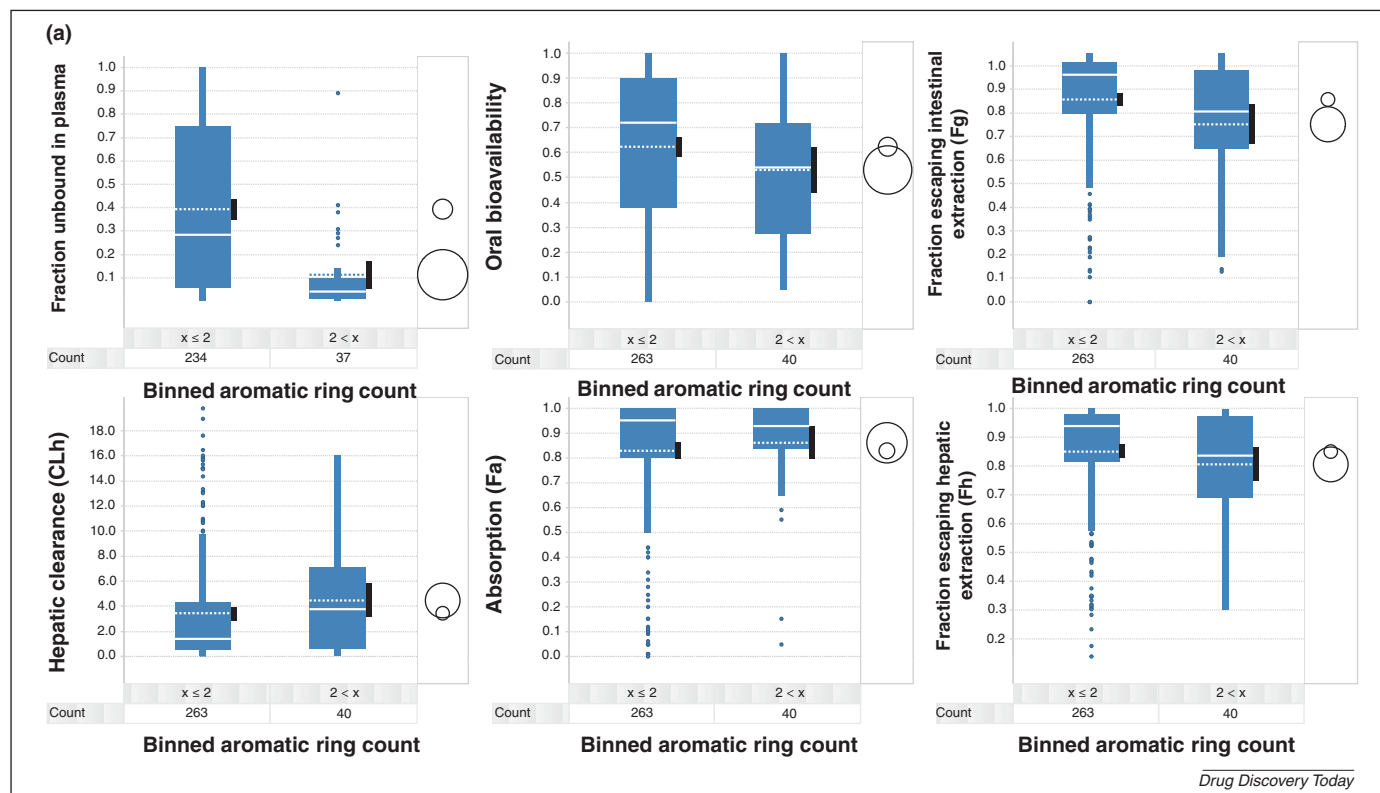 (a)
Fraction unbound in plasma
1.0
0.9
0.8
0.7
0.6
0.5
0.4
0.3
0.2
0.1
x ≤ 2
2 < x
Count
234
37
Binned aromatic ring count
Oral bioavailability
1.0
0.9
0.8
0.7
0.6
0.5
0.4
0.3
0.2
0.1
0.0
x ≤ 2
2 < x
Count
263
40
Binned aromatic ring count
Fraction escaping intestinal
extraction (Fg)
1.0
0.9
0.8
0.7
0.6
0.5
0.4
0.3
0.2
0.1
0.0
x ≤ 2
2 < x
Count
263
40
Binned aromatic ring count
Hepatic clearance (CLh)
18.0
16.0
14.0
12.0
10.0
8.0
6.0
4.0
2.0
0.0
x ≤ 2
2 < x
Count
263
40
Binned aromatic ring count
Absorption (Fa)
1.0
0.9
0.8
0.7
0.6
0.5
0.4
0.3
0.2
0.1
0.0
x ≤ 2
2 < x
Count
263
40
Binned aromatic ring count
Fraction escaping hepatic
extraction (Fh)
1.0
0.9
0.8
0.7
0.6
0.5
0.4
0.3
0.2
x ≤ 2
2 < x
Count
263
40
Binned aromatic ring count
Drug Discovery Today